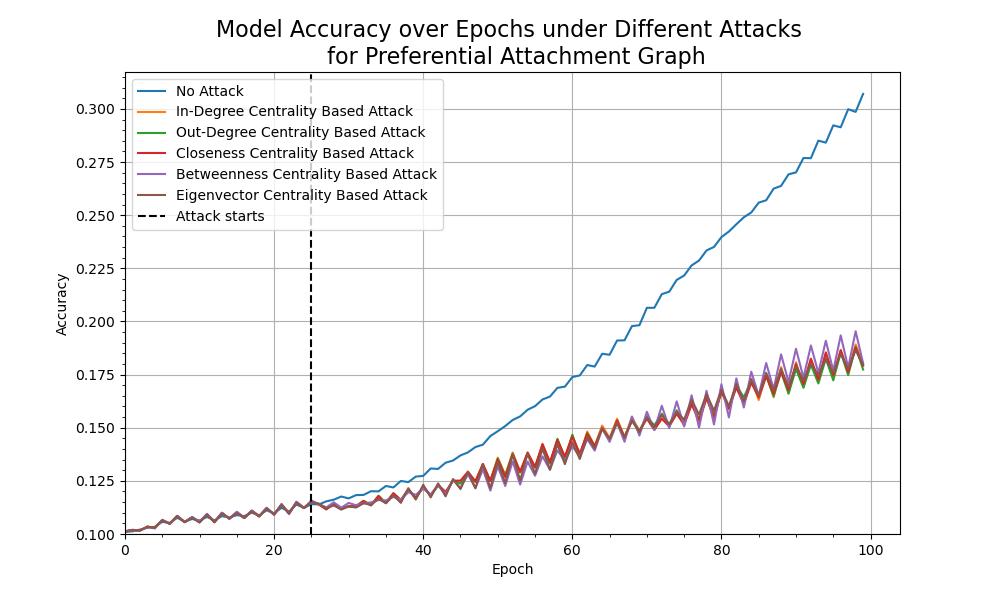 Model Accuracy over Epochs under Different Attacks
for Preferential Attachment Graph
No Attack
In-Degree Centrality Based Attack
Out-Degree Centrality Based Attack
Closeness Centrality Based Attack
Betweenness Centrality Based Attack
Eigenvector Centrality Based Attack
Attack starts
0.300
0.275
0.250
0.225
0.200
0.175
0.150
0.125
0.100
Accuracy
0 20 40 60 80 100
Epoch